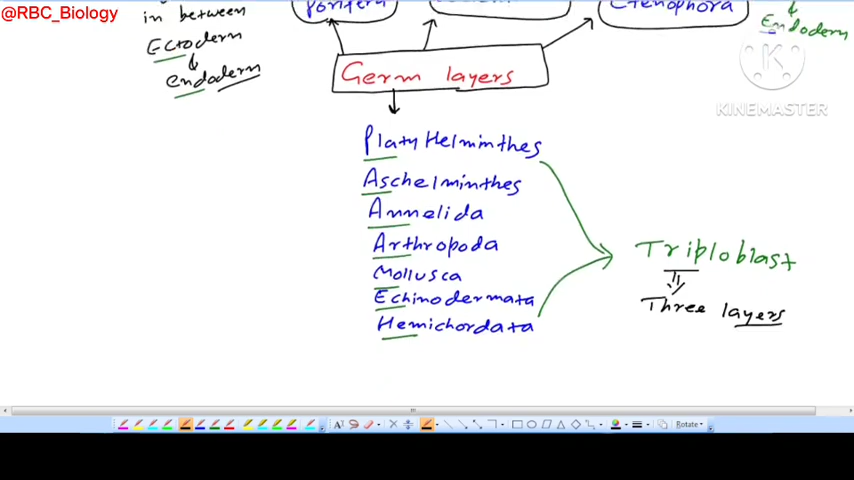 @RBC_Biology
in between
Ectoderm
endoderm
Porifera
Ctenophora
Endoderm
Germ layers
KINEMASTER
PlatyHelminthes
Aschelminthes
Annelida
Arthropoda
Mollusca
Echinodermata
Hemichordata
Triploblast
Three layers
Rotate